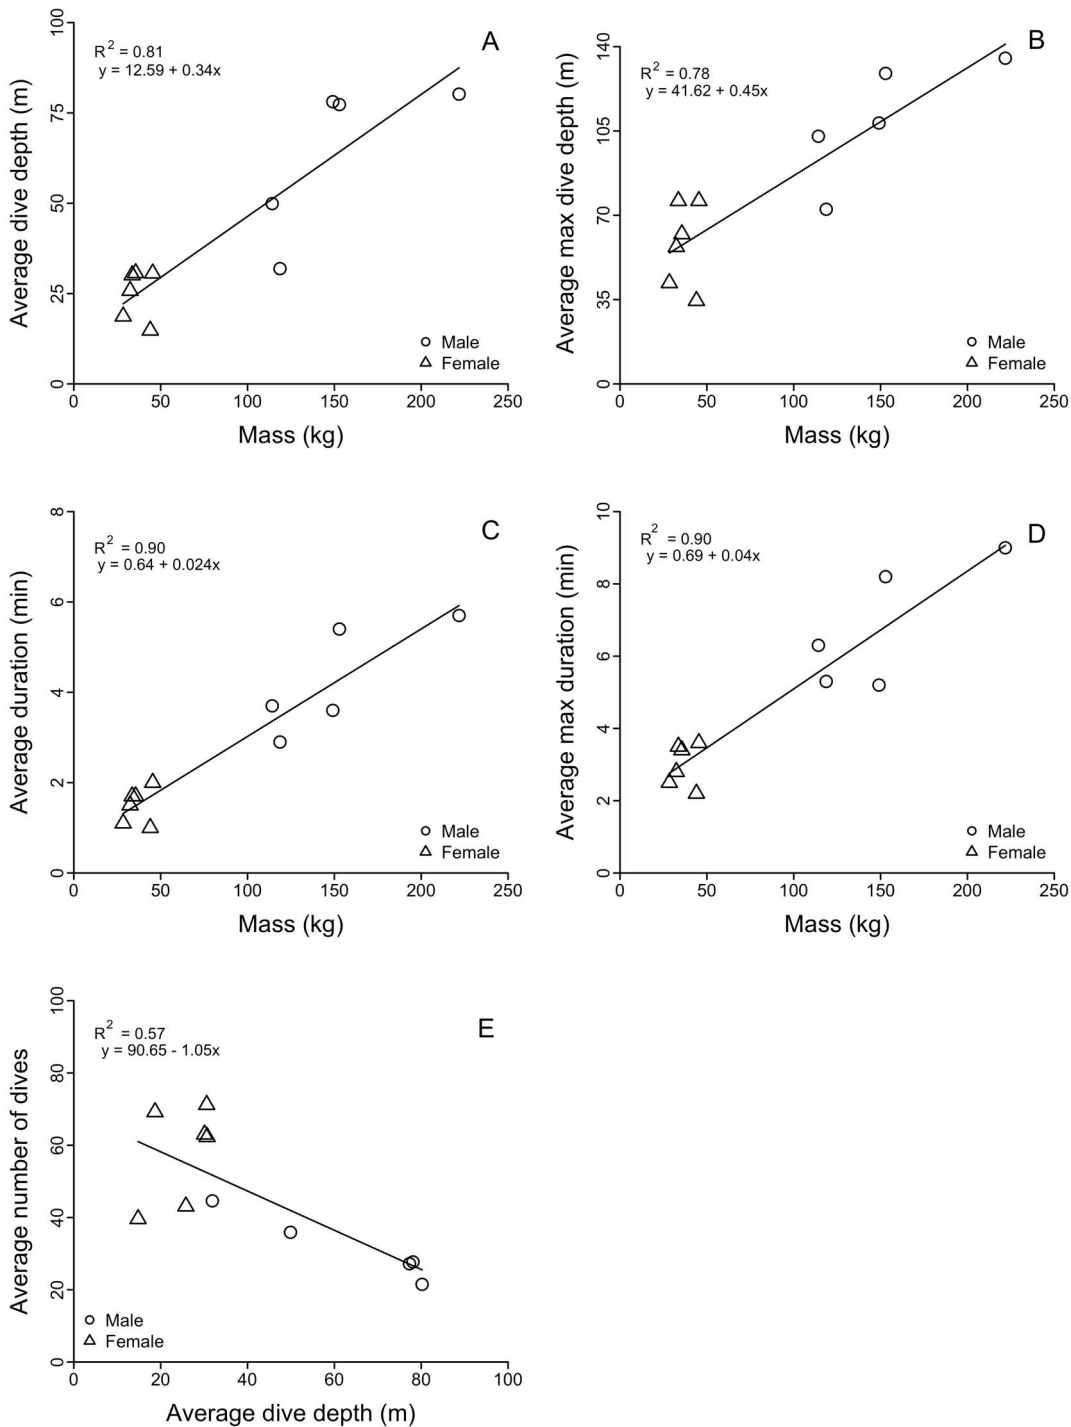 A
R2 = 0.81
y = 12.59 + 0.34x
Average dive depth (m)
100
75
50
25
0
Male
Female
0 50 100 150 200 250
Mass (kg)
B
R2 = 0.78
y = 41.62 + 0.45x
Average max dive depth (m)
140
105
70
35
0
Male
Female
0 50 100 150 200 250
Mass (kg)
C
R2 = 0.90
y = 0.64 + 0.024x
Average duration (min)
8
6
4
2
0
Male
Female
0 50 100 150 200 250
Mass (kg)
D
R2 = 0.90
y = 0.69 + 0.04x
Average max duration (min)
10
8
6
4
2
0
Male
Female
0 50 100 150 200 250
Mass (kg)
E
R2 = 0.57
y = 90.65 - 1.05x
Average number of dives
100
80
60
40
20
0
Male
Female
0 20 40 60 80 100
Average dive depth (m)